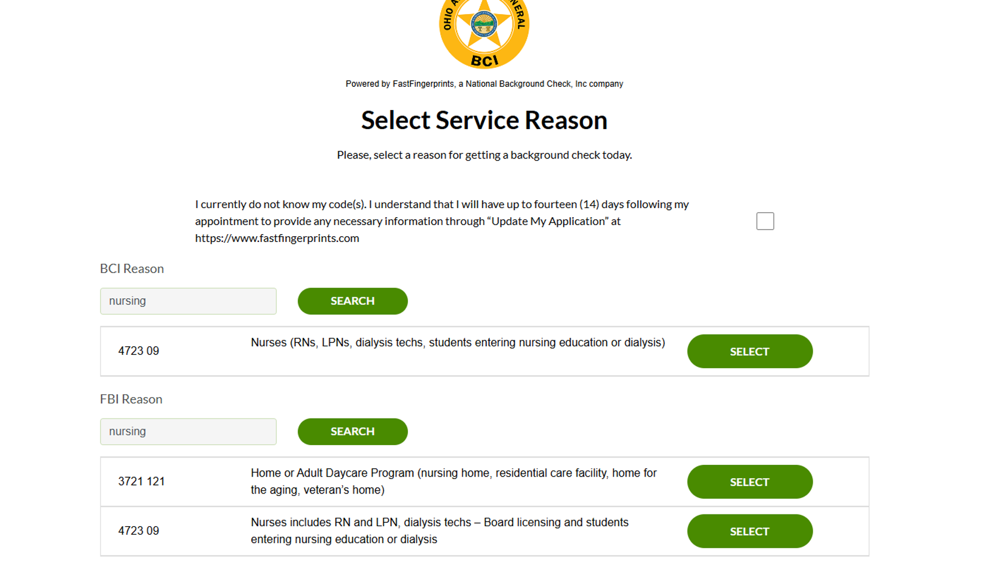 OHIO A NERAL
BCI
Powered by FastFingerprints, a National Background Check, Inc company
Select Service Reason
Please, select a reason for getting a background check today.
I currently do not know my code(s). I understand that I will have up to fourteen (14) days following my
appointment to provide any necessary information through “Update My Application” at
https://www.fastfingerprints.com
BCI Reason
nursing SEARCH
4723 09 Nurses (RNs, LPNs, dialysis techs, students entering nursing education or dialysis) SELECT
FBI Reason
nursing SEARCH
3721 121 Home or Adult Daycare Program (nursing home, residential care facility, home for
the aging, veteran’s home) SELECT
4723 09 Nurses includes RN and LPN, dialysis techs – Board licensing and students
entering nursing education or dialysis SELECT